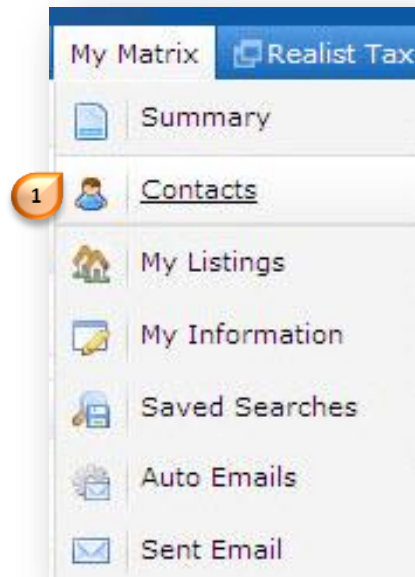 My Matrix Realist Tax
Summary
1 Contacts
My Listings
My Information
Saved Searches
Auto Emails
Sent Email